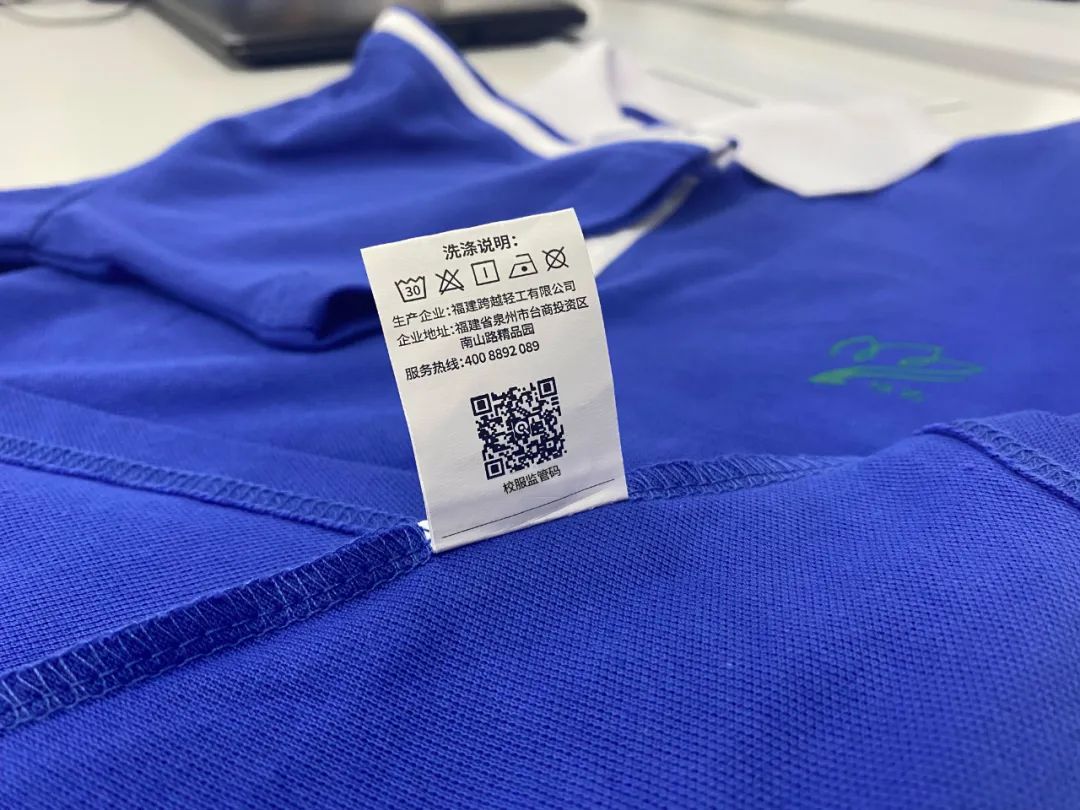 洗涤说明：
30
生产企业：福建跨越轻工有限公司
企业地址：福建省泉州市台商投资区
南山路精品园
服务热线：400 8892 089
校服监管码